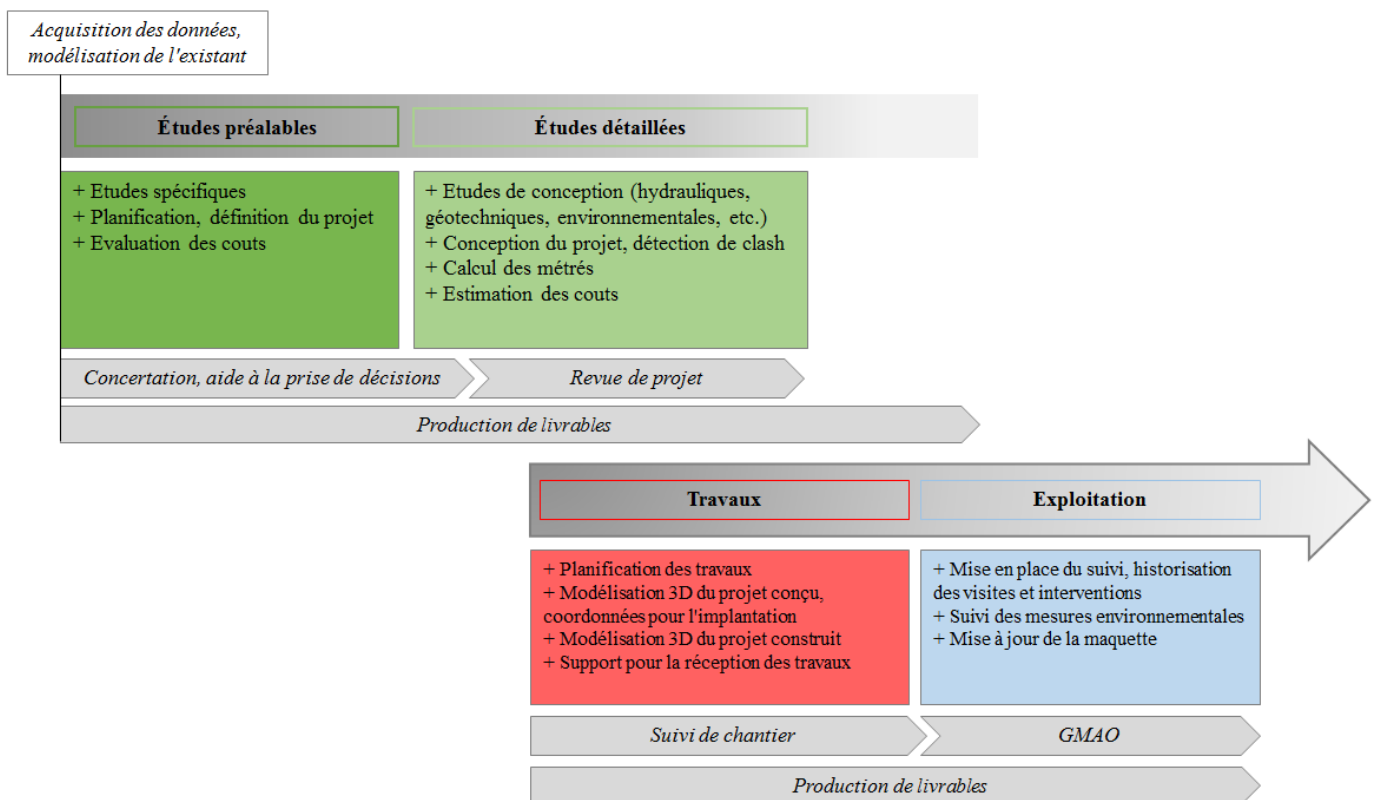 Acquisition des données,
modélisation de l'existant
Études préalables
Études détaillées
+ Etudes spécifiques
+ Planification, définition du projet
+ Evaluation des couts
+ Etudes de conception (hydrauliques,
géotechniques, environnementales, etc.)
+ Conception du projet, détection de clash
+ Calcul des métrés
+ Estimation des couts
Concertation, aide à la prise de décisions
Revue de projet
Production de livrables
Travaux
Exploitation
+ Planification des travaux
+ Modélisation 3D du projet conçu,
coordonnées pour l'implantation
+ Modélisation 3D du projet construit
+ Support pour la réception des travaux
+ Mise en place du suivi, historisation
des visites et interventions
+ Suivi des mesures environnementales
+ Mise à jour de la maquette
Suivi de chantier
GMAO
Production de livrables